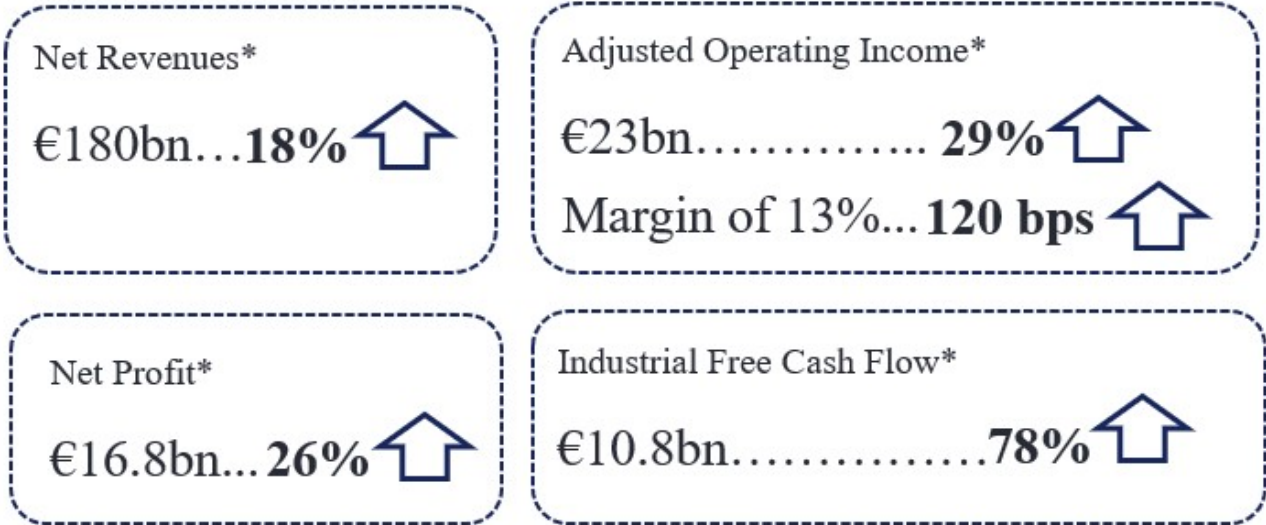 Net Revenues*
€180bn…18%
Adjusted Operating Income*
€23bn………….. 29%
Margin of 13%... 120 bps
Net Profit*
€16.8bn... 26%
Industrial Free Cash Flow*
€10.8bn……………78%